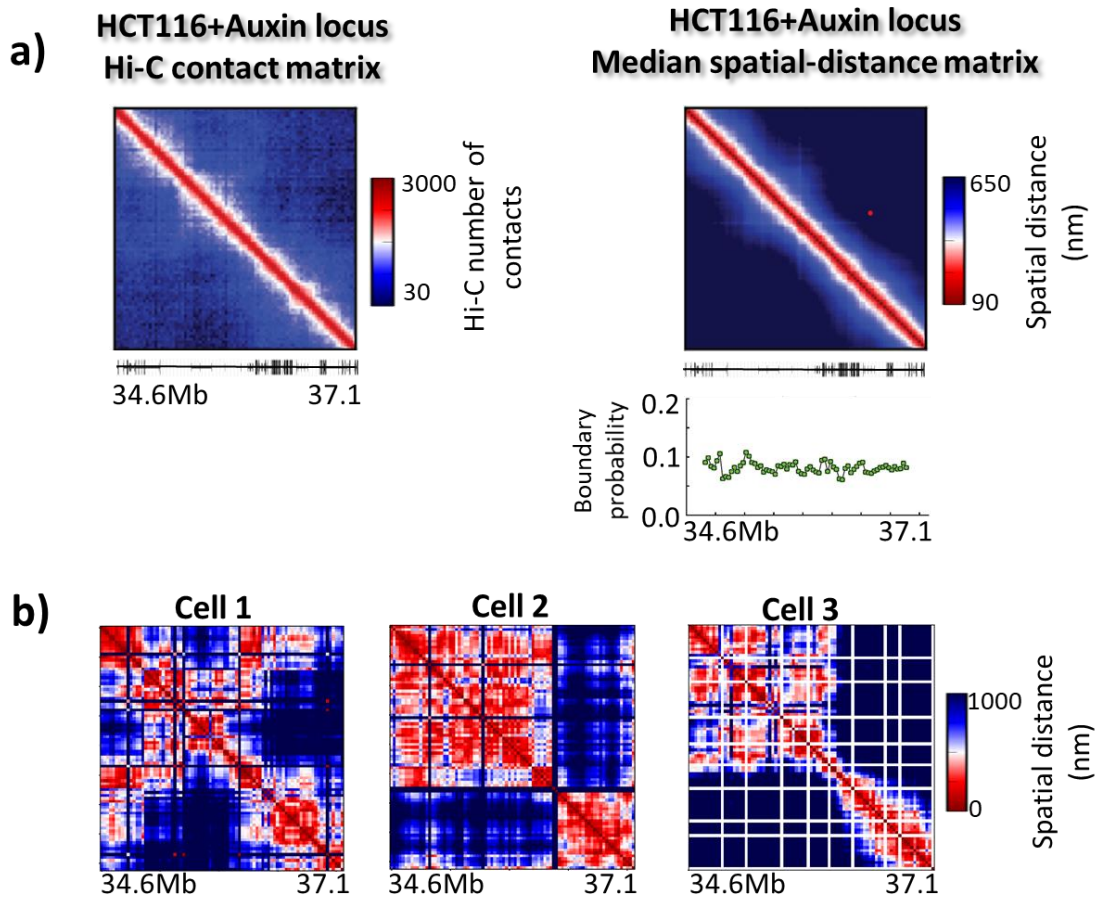 a)
HCT116+Auxin locus
Hi-C contact matrix
3000
30
Hi-C number of
contacts
34.6Mb 37.1
HCT116+Auxin locus
Median spatial-distance matrix
650
90
Spatial distance
(nm)
0.2
0.1
0.0
Boundary
probability
34.6Mb 37.1
b)
Cell 1
Cell 2
Cell 3
34.6Mb 37.1
34.6Mb 37.1
34.6Mb 37.1
1000
0
Spatial distance
(nm)